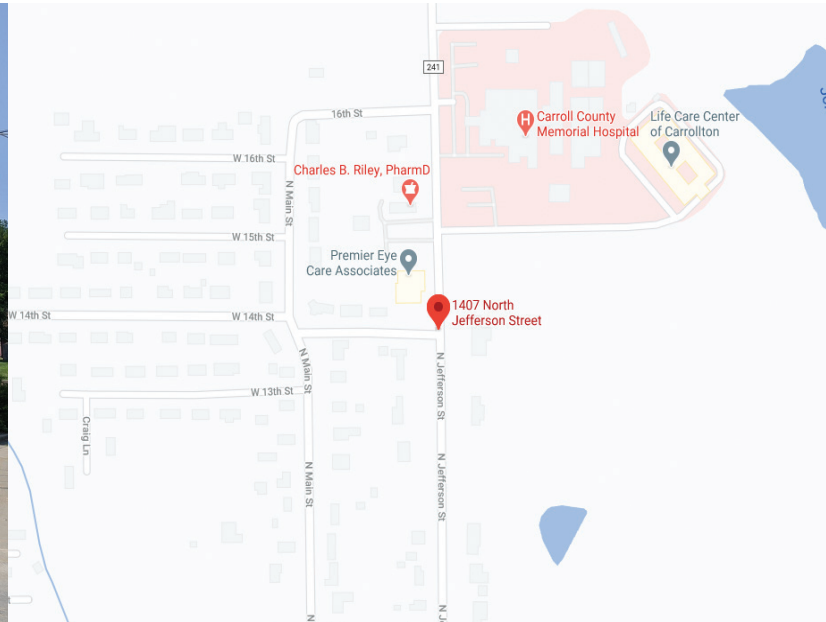 241
16th St
Carroll County
Memorial Hospital
H
Life Care Center
of Carrollton
W 16th St
Charles B. Riley, PharmD
N Main St
W 15th St
Premier Eye
Care Associates
1407 North
Jefferson Street
W 14th St
W 14th St
N Main St
N Jefferson St
W 13th St
Craig Ln
N Main St
N Jefferson St